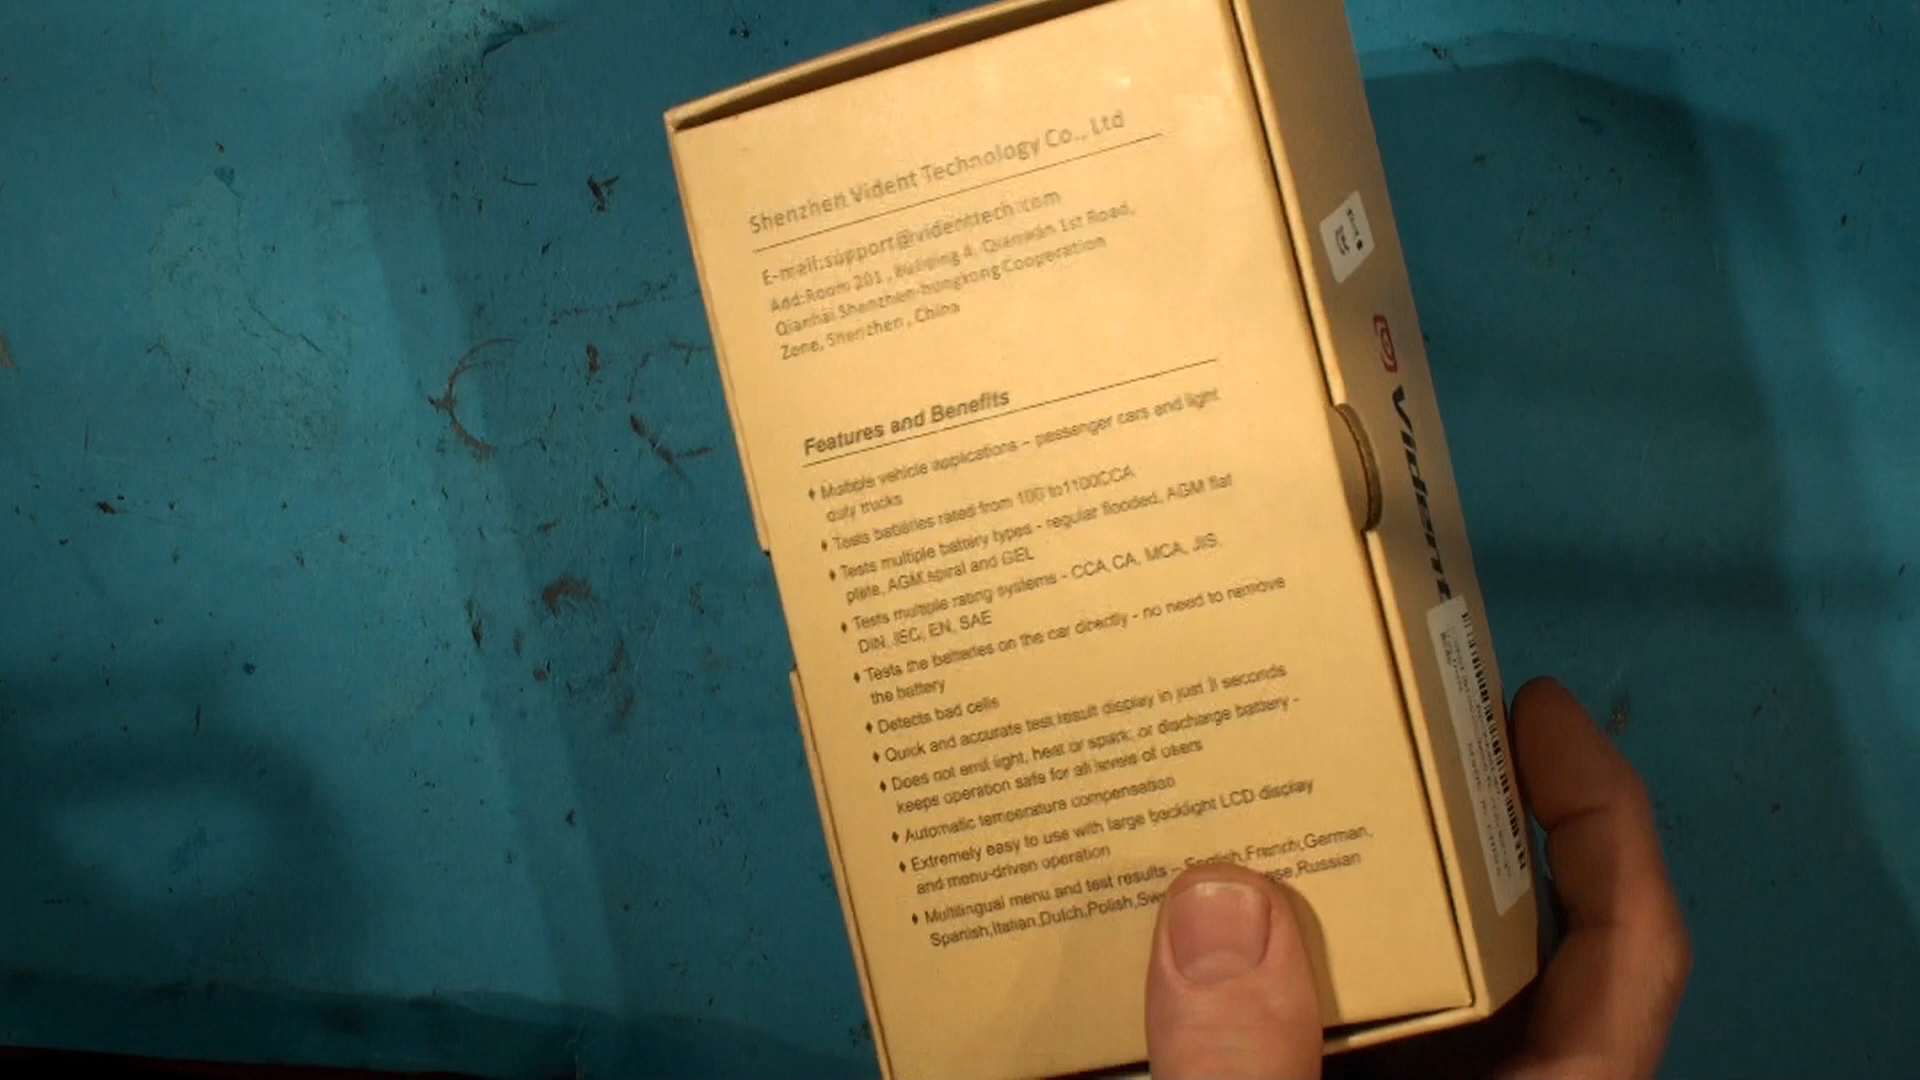 Shenzhen Vident Technology Co., Ltd
E-mail:support@videnttech.com
Add:Room 201 , Building 4, Qianwan 1st Road,
Qianhai Shenzhen-hongkong Cooperation
Zone, Shenzhen , China
Features and Benefits
♦ Multiple vehicle applications – passenger cars and light
duty trucks
♦ Tests batteries rated from 100 to1100CCA
♦ Tests multiple battery types - regular flooded, AGM flat
plate, AGM spiral and GEL
♦ Tests multiple rating systems - CCA, CA, MCA, JIS,
DIN, IEC, EN, SAE
♦ Tests the batteries on the car directly - no need to remove
the battery
♦ Detects bad cells
♦ Quick and accurate test result display in just seconds
♦ Does not emit light, heat or spark, or discharge battery -
keeps operation safe for all levels of users
♦ Automatic temperature compensation
♦ Extremely easy to use with large backlight LCD display
and menu-driven operation
♦ Multilingual menu and test results – English,French,German,
Spanish,Italian,Dutch,Polish, Russian
Vident